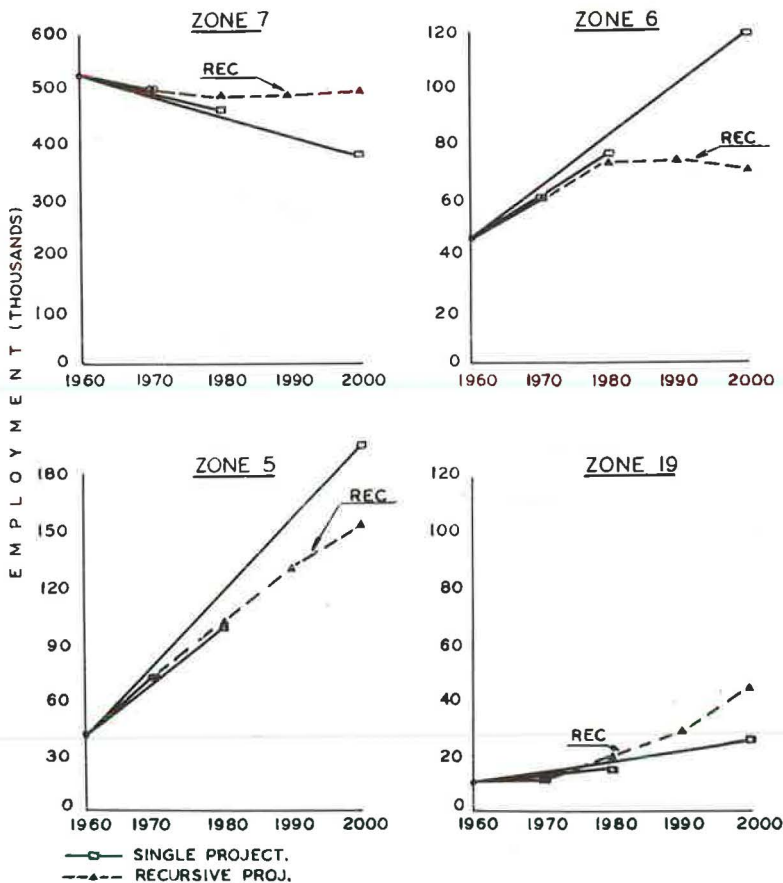 ZONE 7
600
500
400
300
200
100
0
REC
1960 1970 1980 1990 2000
ZONE 6
120
100
80
60
40
20
0
REC
1960 1970 1980 1990 2000
EMPLOYMENT (THOUSANDS)
ZONE 5
180
150
120
90
60
30
0
REC
1960 1970 1980 1990 2000
ZONE 19
120
100
80
60
40
20
0
REC
1960 1970 1980 1990 2000
SINGLE PROJECT.
RECURSIVE PROJ.